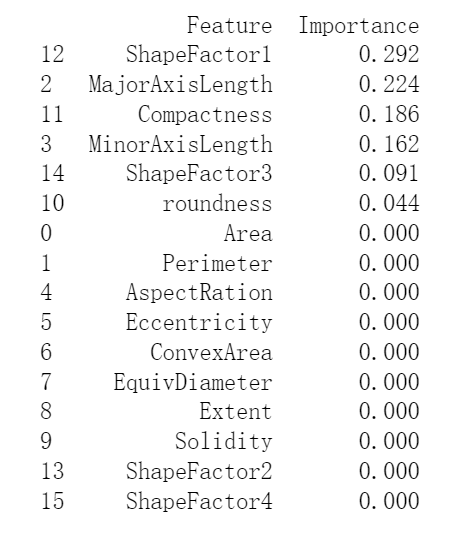 Feature Importance
12 ShapeFactor1 0.292
2 MajorAxisLength 0.224
11 Compactness 0.186
3 MinorAxisLength 0.162
14 ShapeFactor3 0.091
10 roundness 0.044
0 Area 0.000
1 Perimeter 0.000
4 AspectRation 0.000
5 Eccentricity 0.000
6 ConvexArea 0.000
7 EquivDiameter 0.000
8 Extent 0.000
9 Solidity 0.000
13 ShapeFactor2 0.000
15 ShapeFactor4 0.000